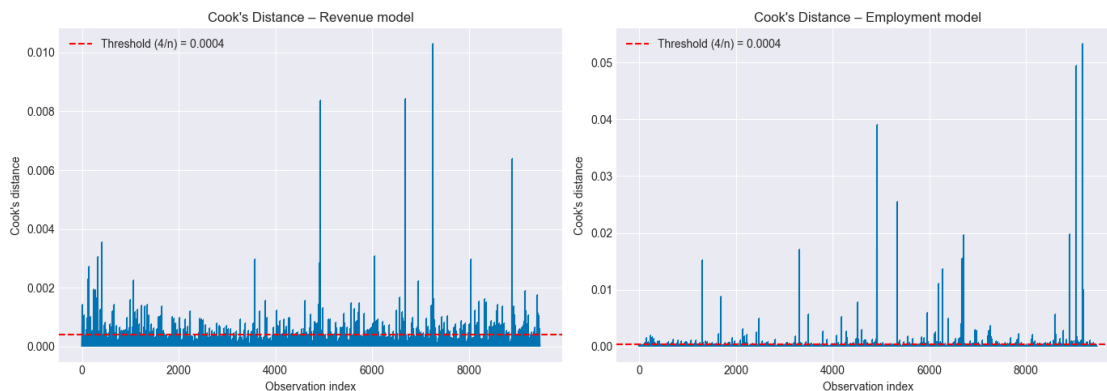 Cook's Distance – Revenue model
Threshold (4/n) = 0.0004
0.010
0.008
0.006
0.004
0.002
0.000
Cook's distance
0
2000
4000
6000
8000
Observation index
Cook's Distance – Employment model
Threshold (4/n) = 0.0004
0.05
0.04
0.03
0.02
0.01
0.00
Cook's distance
0
2000
4000
6000
8000
Observation index